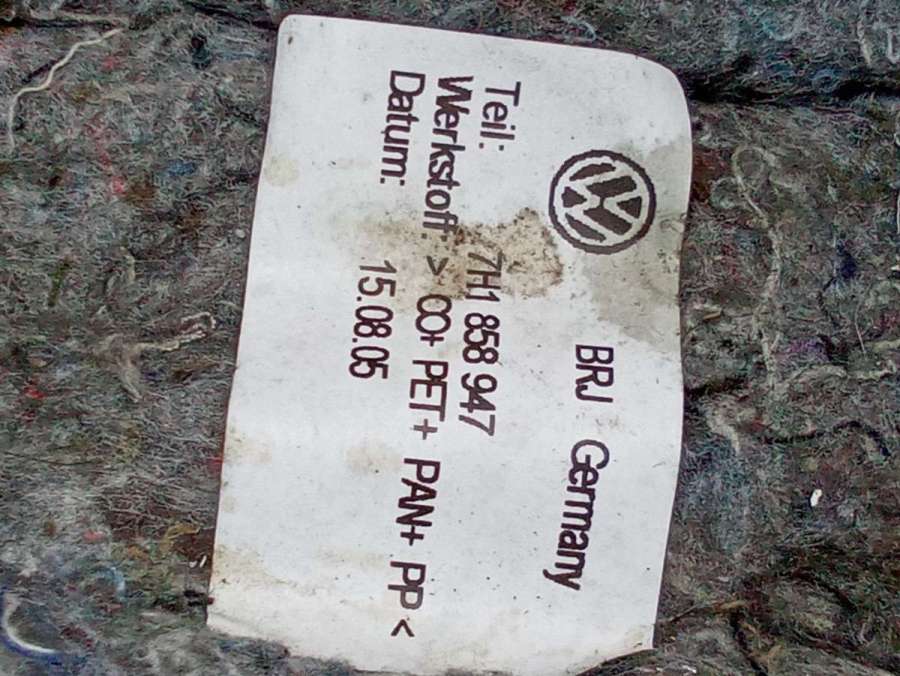 BRJ Germany
Teil: 7H1 858 947
Werkstoff: > CO+ PET+ PAN+ PP <
Datum: 15.08.05